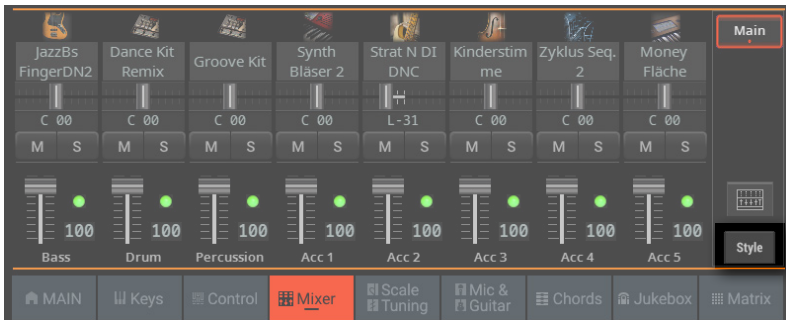 JazzBs Dance Kit Groove Kit Synth Strat N DI Kinderstim Zyklus Seq. Money Main
FingerDN2 Remix Bläser 2 DNC me 2 Fläche
C 00 C 00 C 00 C 00 L-31 C 00 C 00 C 00
M S M S M S M S M S M S M S M S
100 100 100 100 100 100 100 100
Bass Drum Percussion Acc 1 Acc 2 Acc 3 Acc 4 Acc 5 Style
MAIN Keys Control Mixer Scale Tuning Mic & Guitar Chords Jukebox Matrix